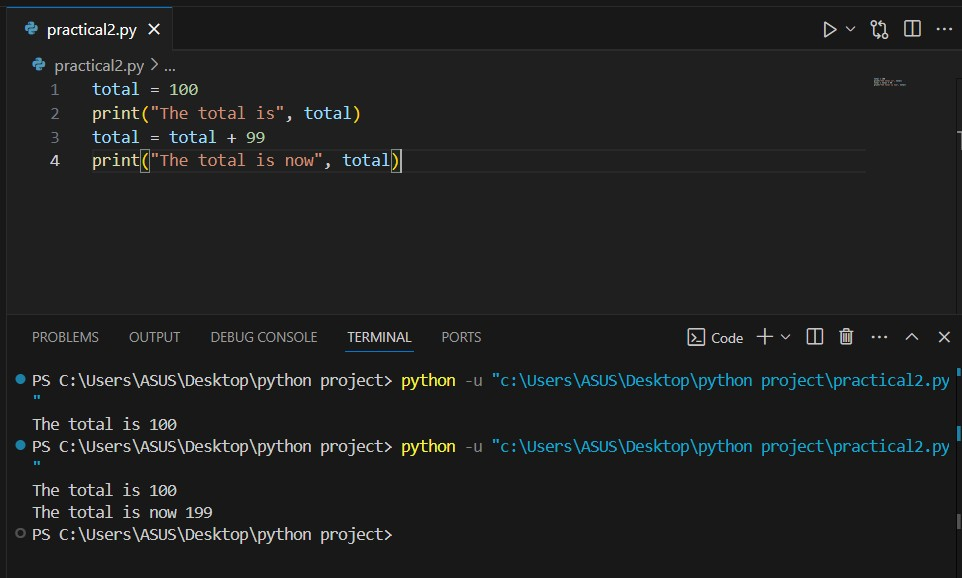 practical2.py
practical2.py > ...
1 total = 100
2 print("The total is", total)
3 total = total + 99
4 print("The total is now", total)
PROBLEMS OUTPUT DEBUG CONSOLE TERMINAL PORTS Code
PS C:\Users\ASUS\Desktop\python project> python -u "c:\Users\ASUS\Desktop\python project\practical2.py
"
The total is 100
PS C:\Users\ASUS\Desktop\python project> python -u "c:\Users\ASUS\Desktop\python project\practical2.py
"
The total is 100
The total is now 199
PS C:\Users\ASUS\Desktop\python project>